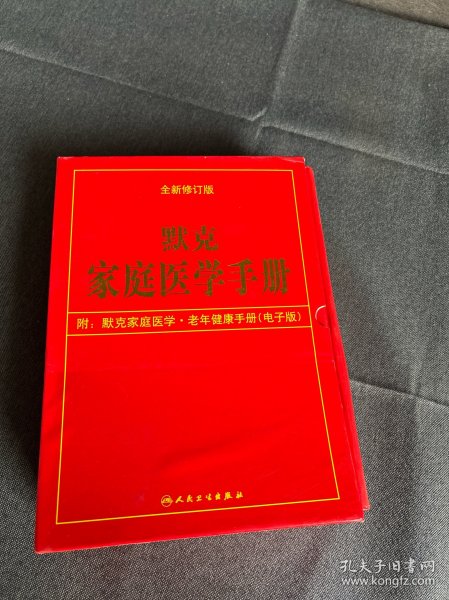 全新修订版
默克
家庭医学手册
附：默克家庭医学·老年健康手册(电子版)
人民卫生出版社
孔夫子旧书网
www.kongfz.com